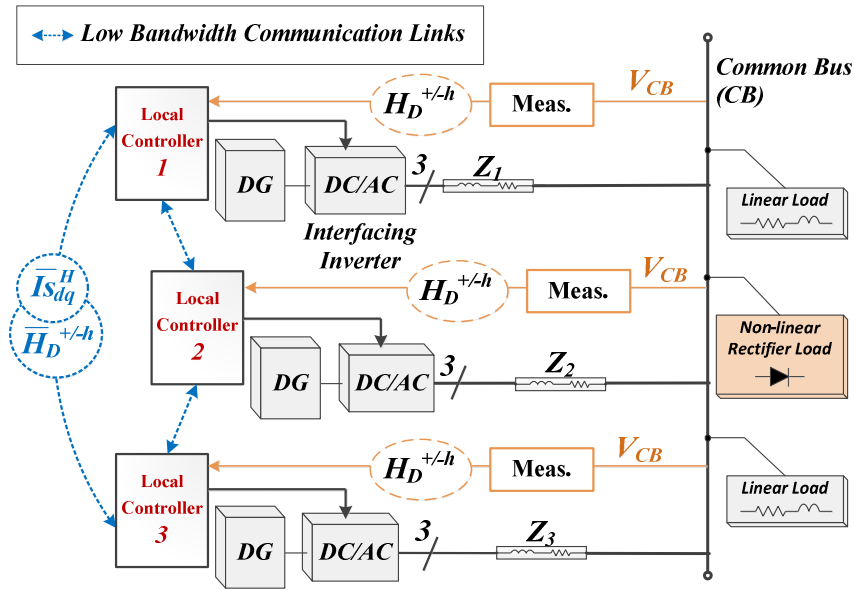 Low Bandwidth Communication Links
Common Bus
(CB)
V_CB
Meas.
H_D^+/-h
Local
Controller
1
DG
DC/AC
3
Z_1
Linear Load
Interfacing
Inverter
V_CB
Meas.
H_D^+/-h
Local
Controller
2
DG
DC/AC
3
Z_2
Non-linear
Rectifier Load
I̅s̅_dq^H
H̅_D^+/-h
V_CB
Meas.
H_D^+/-h
Local
Controller
3
DG
DC/AC
3
Z_3
Linear Load